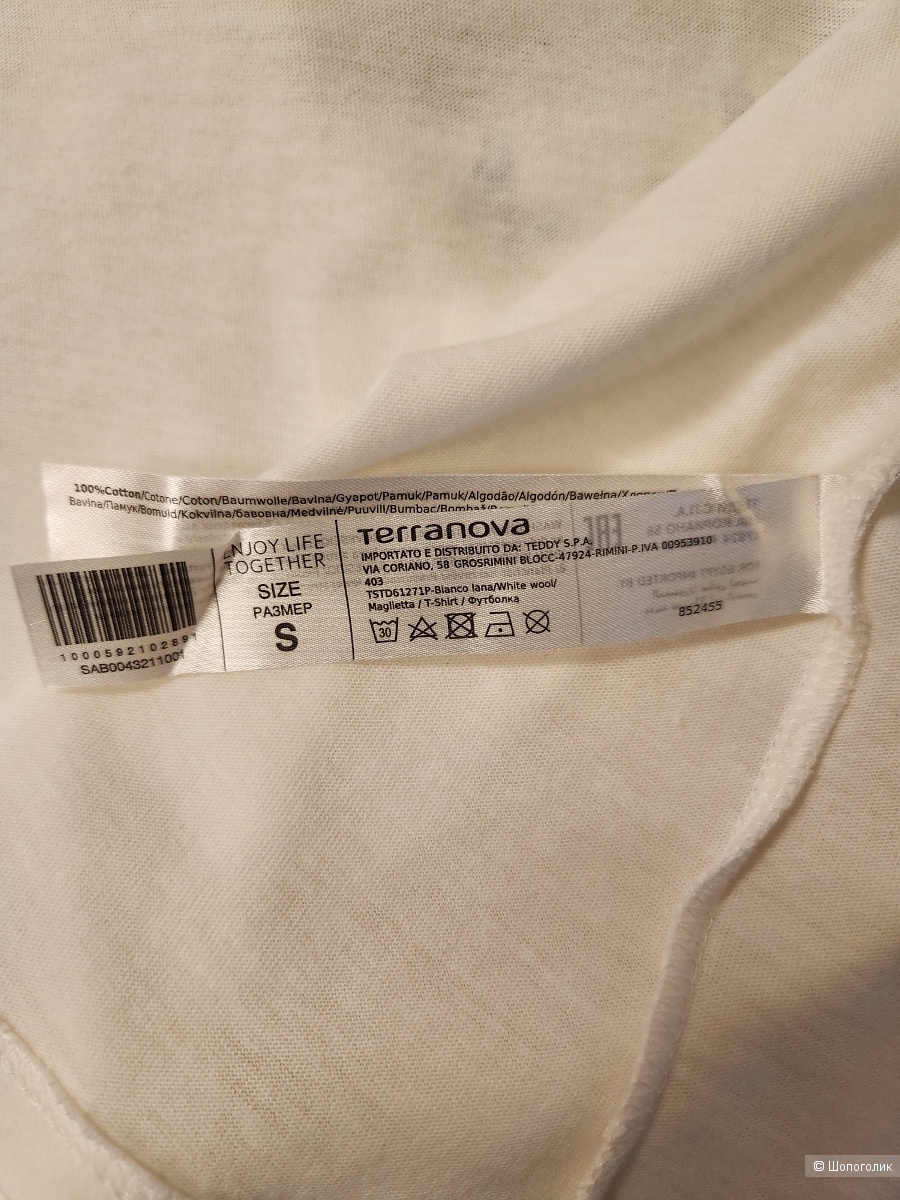 100%Cotton/Cotone/Coton/Baumwolle/Bavlna/Gyapot/Pamuk/Pamuk/Algodão/Algodón/Bawełna/
Bavlna/Памук/Bomuld/Kokvilna/бавовна/Medvilnė/Puuvill/Bumbac/
ENJOY LIFE
TOGETHER
SIZE
РАЗМЕР
S
Terranova
IMPORTATO E DISTRIBUITO DA: TEDDY S.P.A.
VIA CORIANO, 58 GROSRIMINI BLOCC-47924-RIMINI-P.IVA 00953910
403
TSTD61271P-Bianco lana/White wool/
Maglietta / T-Shirt / Футболка
30
852455
SAB0043211001
© Шопоголик